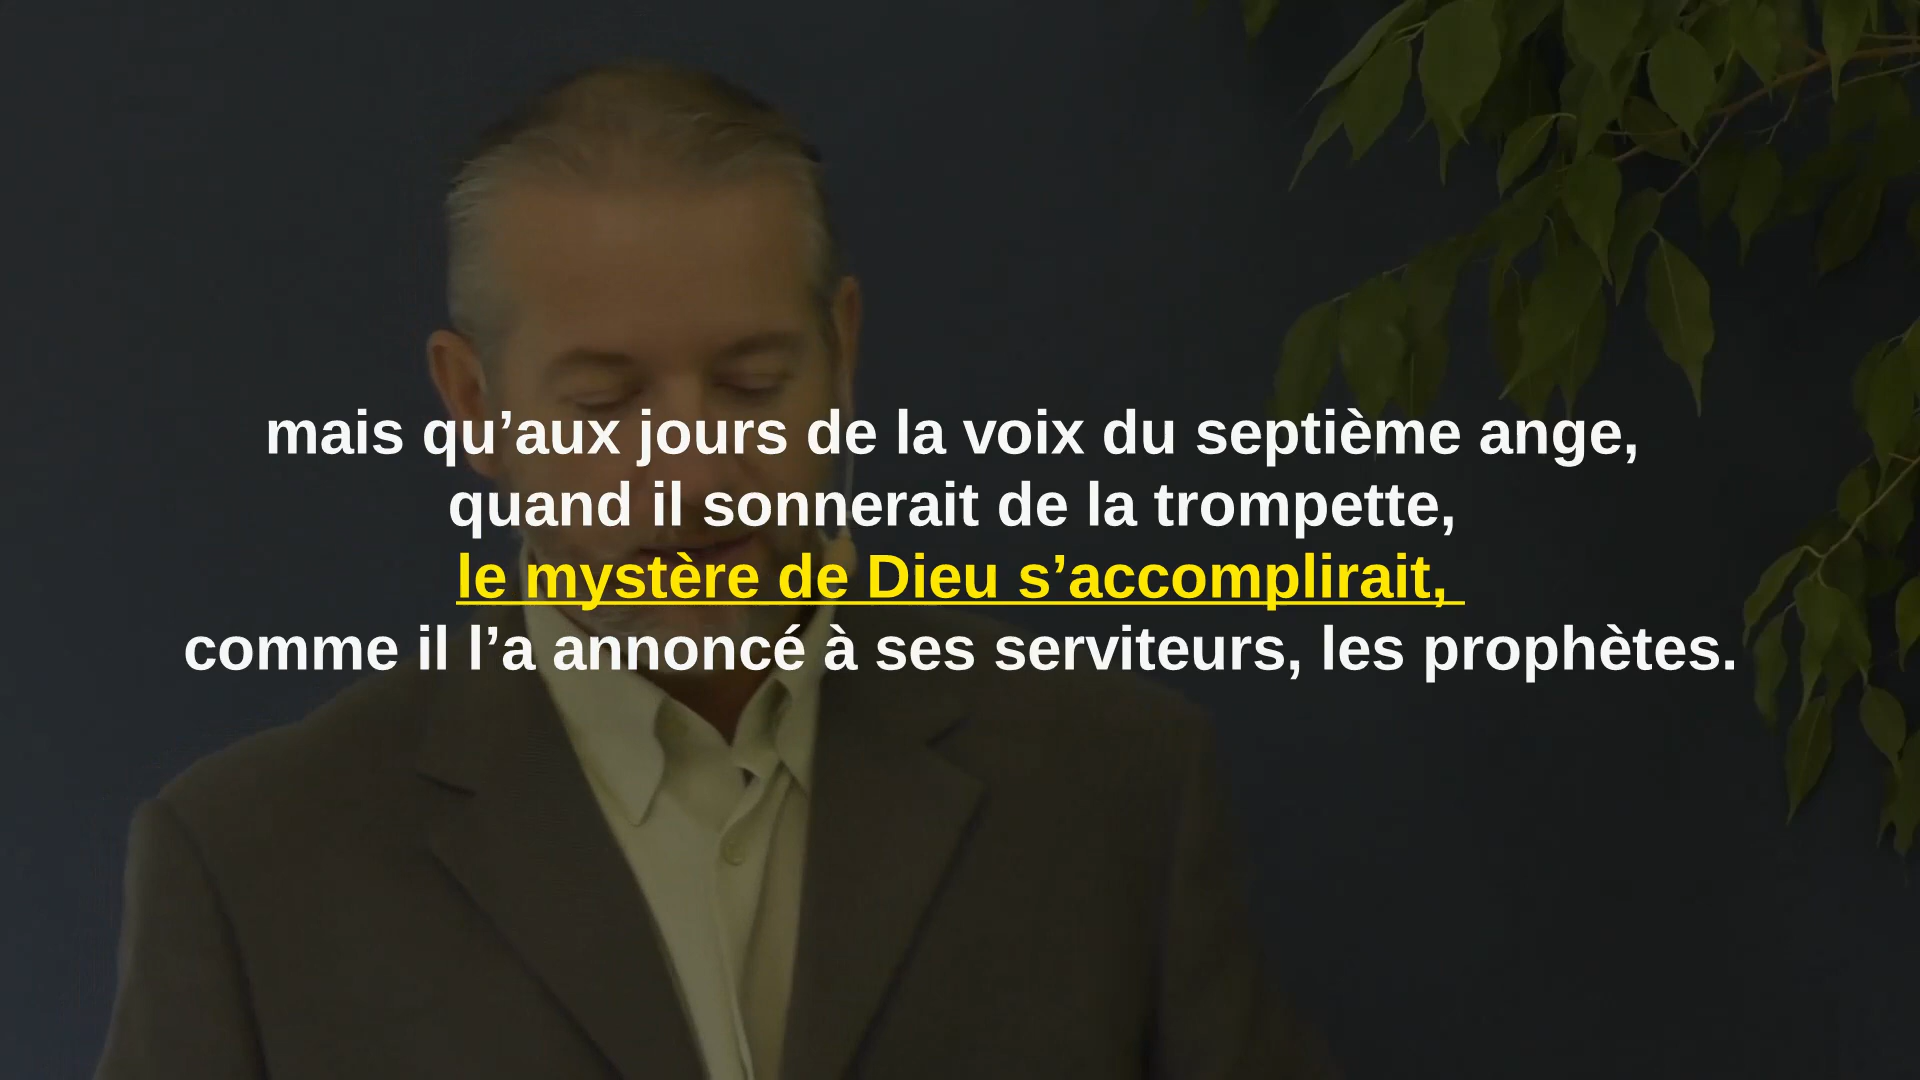 mais qu’aux jours de la voix du septième ange,
quand il sonnerait de la trompette,
le mystère de Dieu s’accomplirait,
comme il l’a annoncé à ses serviteurs, les prophètes.